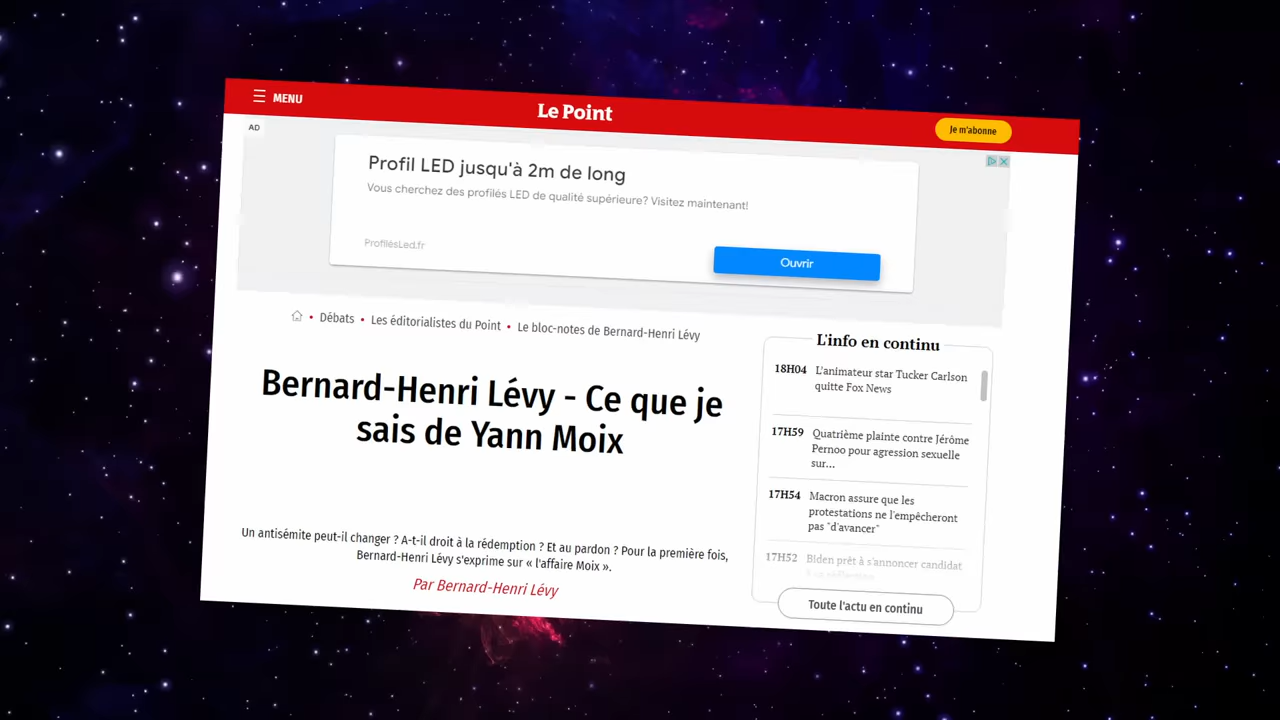 MENU
Le Point
Je m'abonne
AD
Profil LED jusqu'à 2m de long
Vous cherchez des profilés LED de qualité supérieure? Visitez maintenant!
ProfilésLed.fr
Ouvrir
Débats • Les éditorialistes du Point • Le bloc-notes de Bernard-Henri Lévy
Bernard-Henri Lévy - Ce que je
sais de Yann Moix
Un antisémite peut-il changer ? A-t-il droit à la rédemption ? Et au pardon ? Pour la première fois,
Bernard-Henri Lévy s'exprime sur « l'affaire Moix ».
Par Bernard-Henri Lévy
L'info en continu
18H04 L'animateur star Tucker Carlson
quitte Fox News
17H59 Quatrième plainte contre Jérôme
Pernoo pour agression sexuelle
sur...
17H54 Macron assure que les
protestations ne l'empêcheront
pas "d'avancer"
17H52 Biden prêt à s'annoncer candidat
Toute l'actu en continu